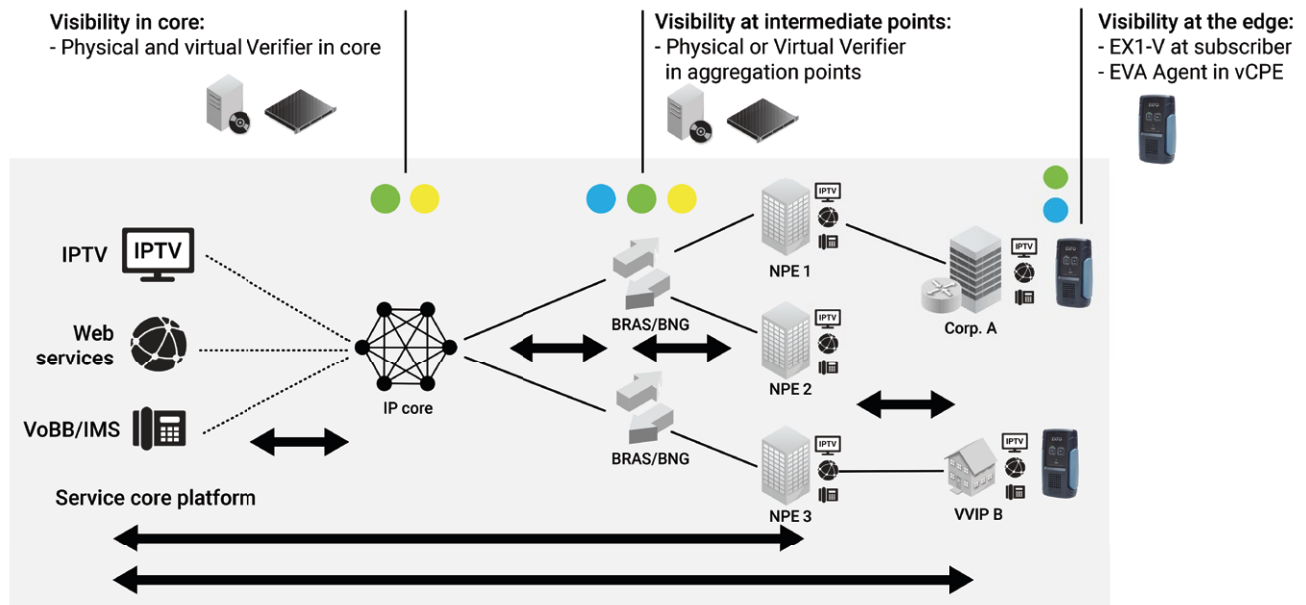 Visibility in core:
- Physical and virtual Verifier in core
Visibility at intermediate points:
- Physical or Virtual Verifier
in aggregation points
Visibility at the edge:
- EX1-V at subscriber
- EVA Agent in vCPE
EXFO
IPTV
IPTV
Web
services
VoBB/IMS
Service core platform
IP core
BRAS/BNG
BRAS/BNG
IPTV
NPE 1
IPTV
NPE 2
IPTV
NPE 3
IPTV
Corp. A
EXFO
IPTV
VVIP B
EXFO